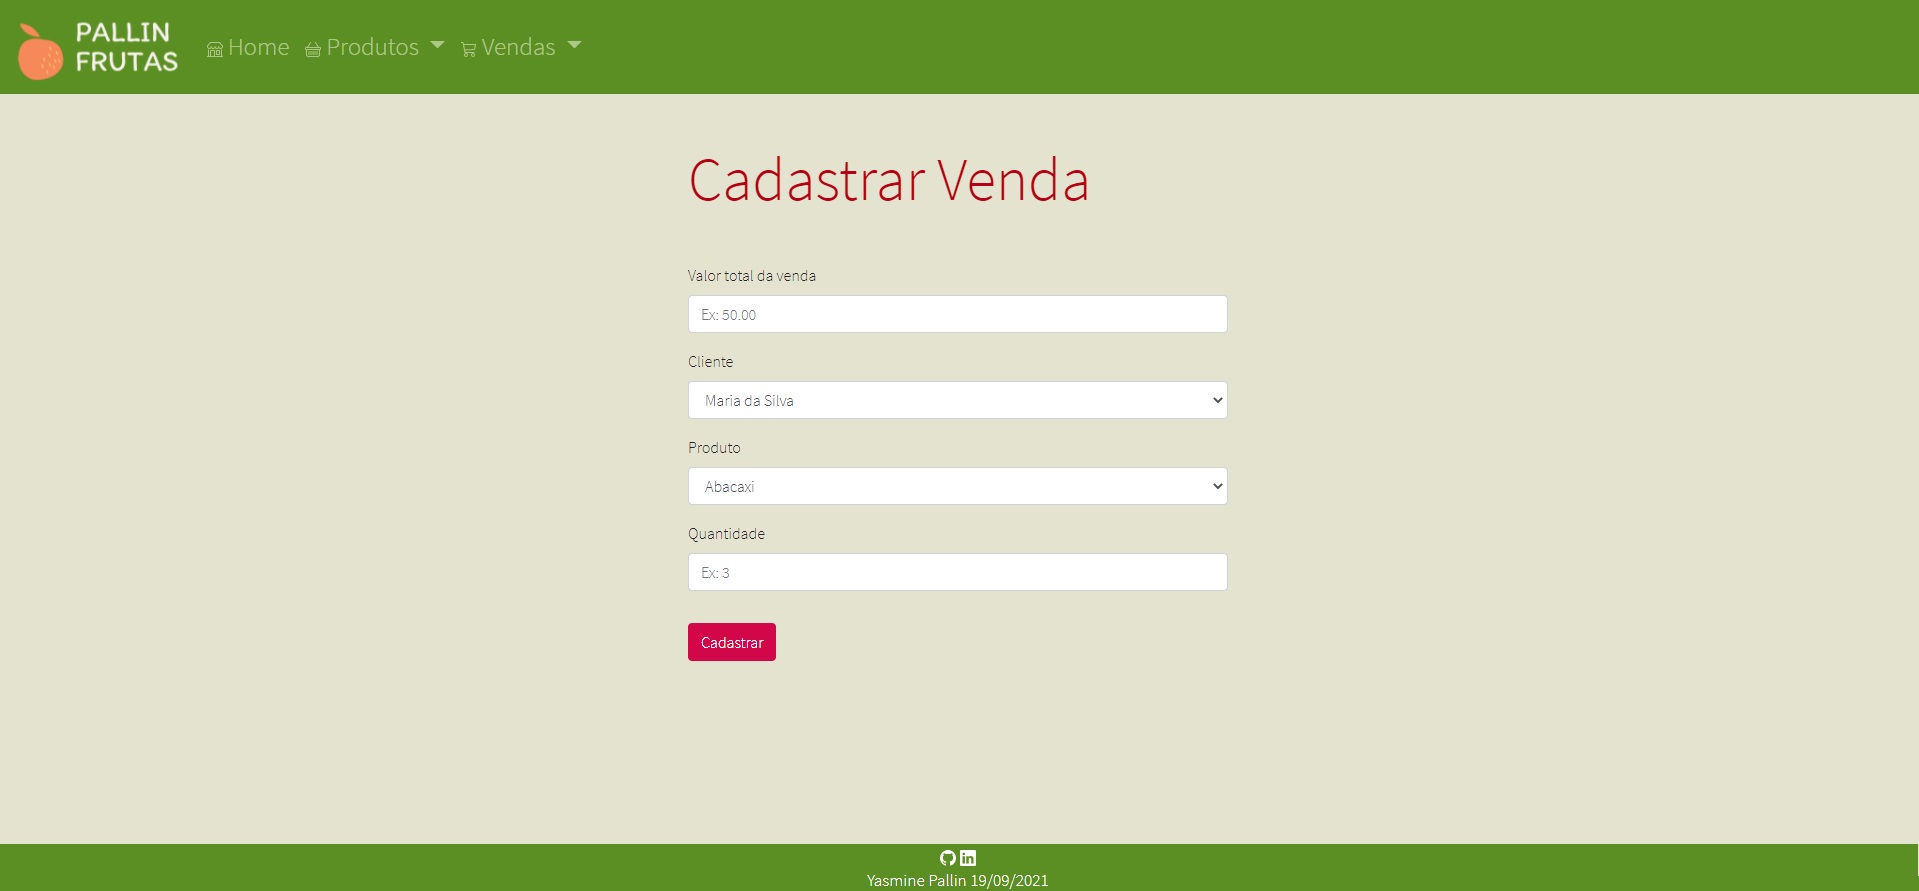 PALLIN
FRUTAS
Home Produtos Vendas
Cadastrar Venda
Valor total da venda
Ex: 50.00
Cliente
Maria da Silva
Produto
Abacaxi
Quantidade
Ex: 3
Cadastrar
in
Yasmine Pallin 19/09/2021